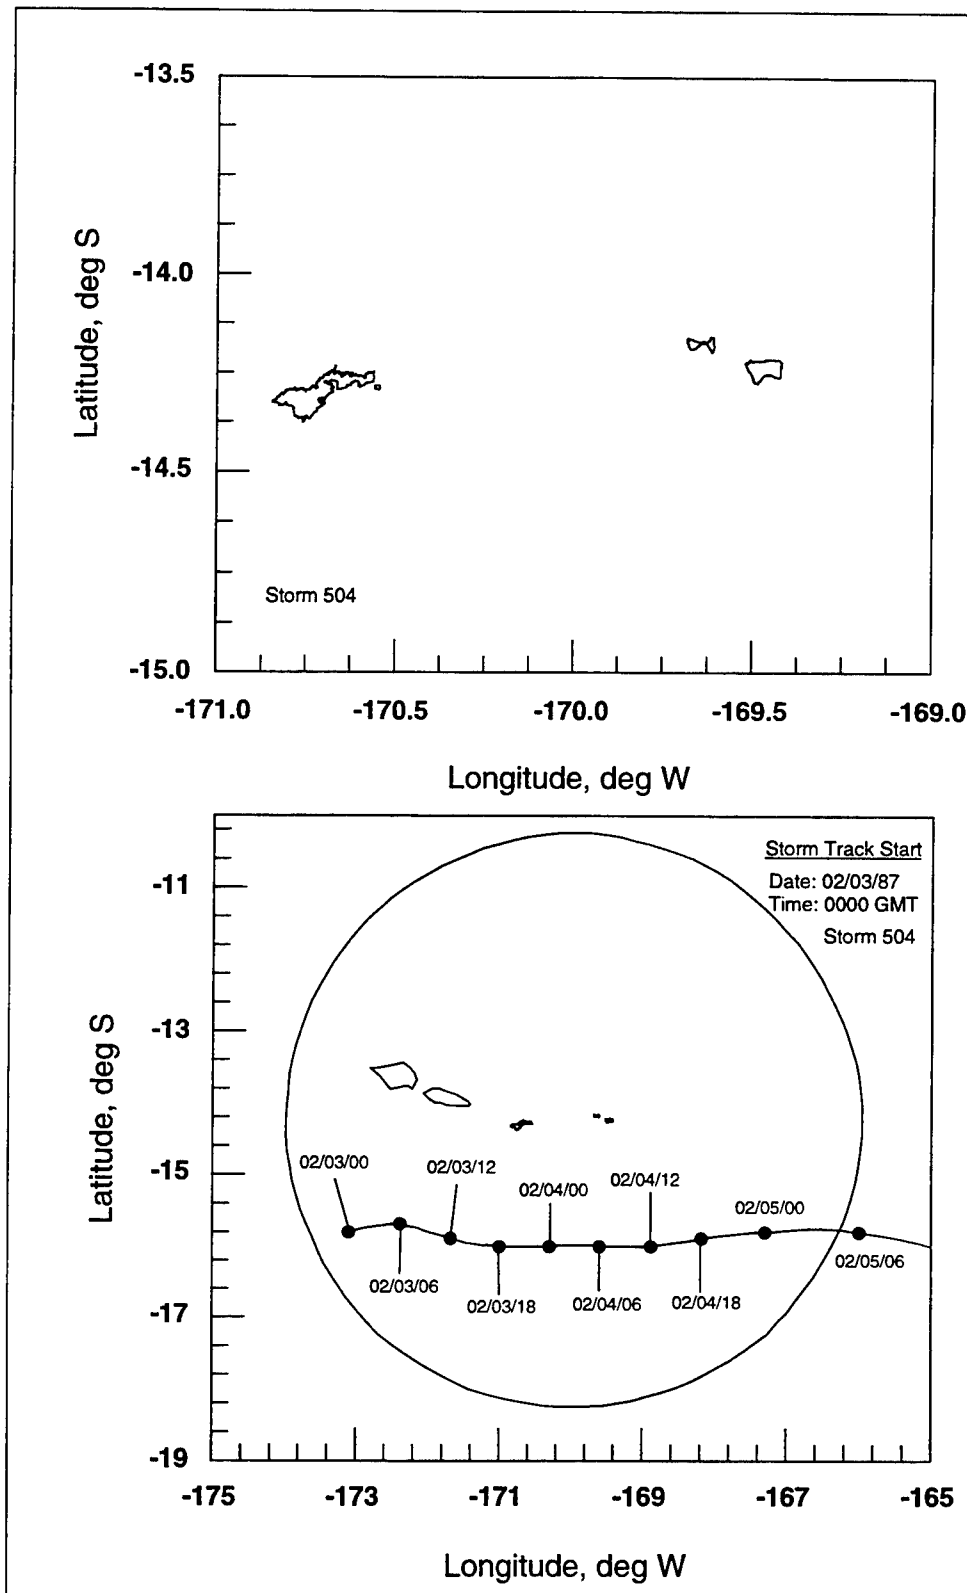 -13.5
-14.0
-14.5
-15.0
Latitude, deg S
Storm 504
-171.0 -170.5 -170.0 -169.5 -169.0
Longitude, deg W
Storm Track Start
Date: 02/03/87
Time: 0000 GMT
Storm 504
-11
-13
-15
-17
-19
Latitude, deg S
02/03/00 02/03/12 02/04/00 02/04/12 02/05/00
02/03/06 02/03/18 02/04/06 02/04/18 02/05/06
-175 -173 -171 -169 -167 -165
Longitude, deg W